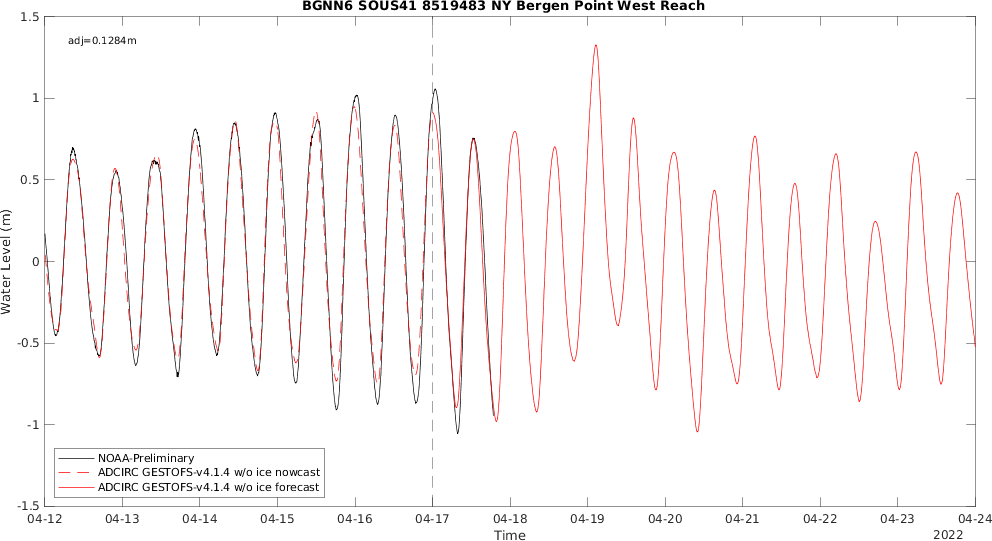 BGNN6 SOUS41 8519483 NY Bergen Point West Reach
adj=0.1284m
1.5
1
0.5
0
-0.5
-1
-1.5
Water Level (m)
NOAA-Preliminary
ADCIRC GESTOFS-v4.1.4 w/o ice nowcast
ADCIRC GESTOFS-v4.1.4 w/o ice forecast
04-12 04-13 04-14 04-15 04-16 04-17 04-18 04-19 04-20 04-21 04-22 04-23 04-24
Time
2022